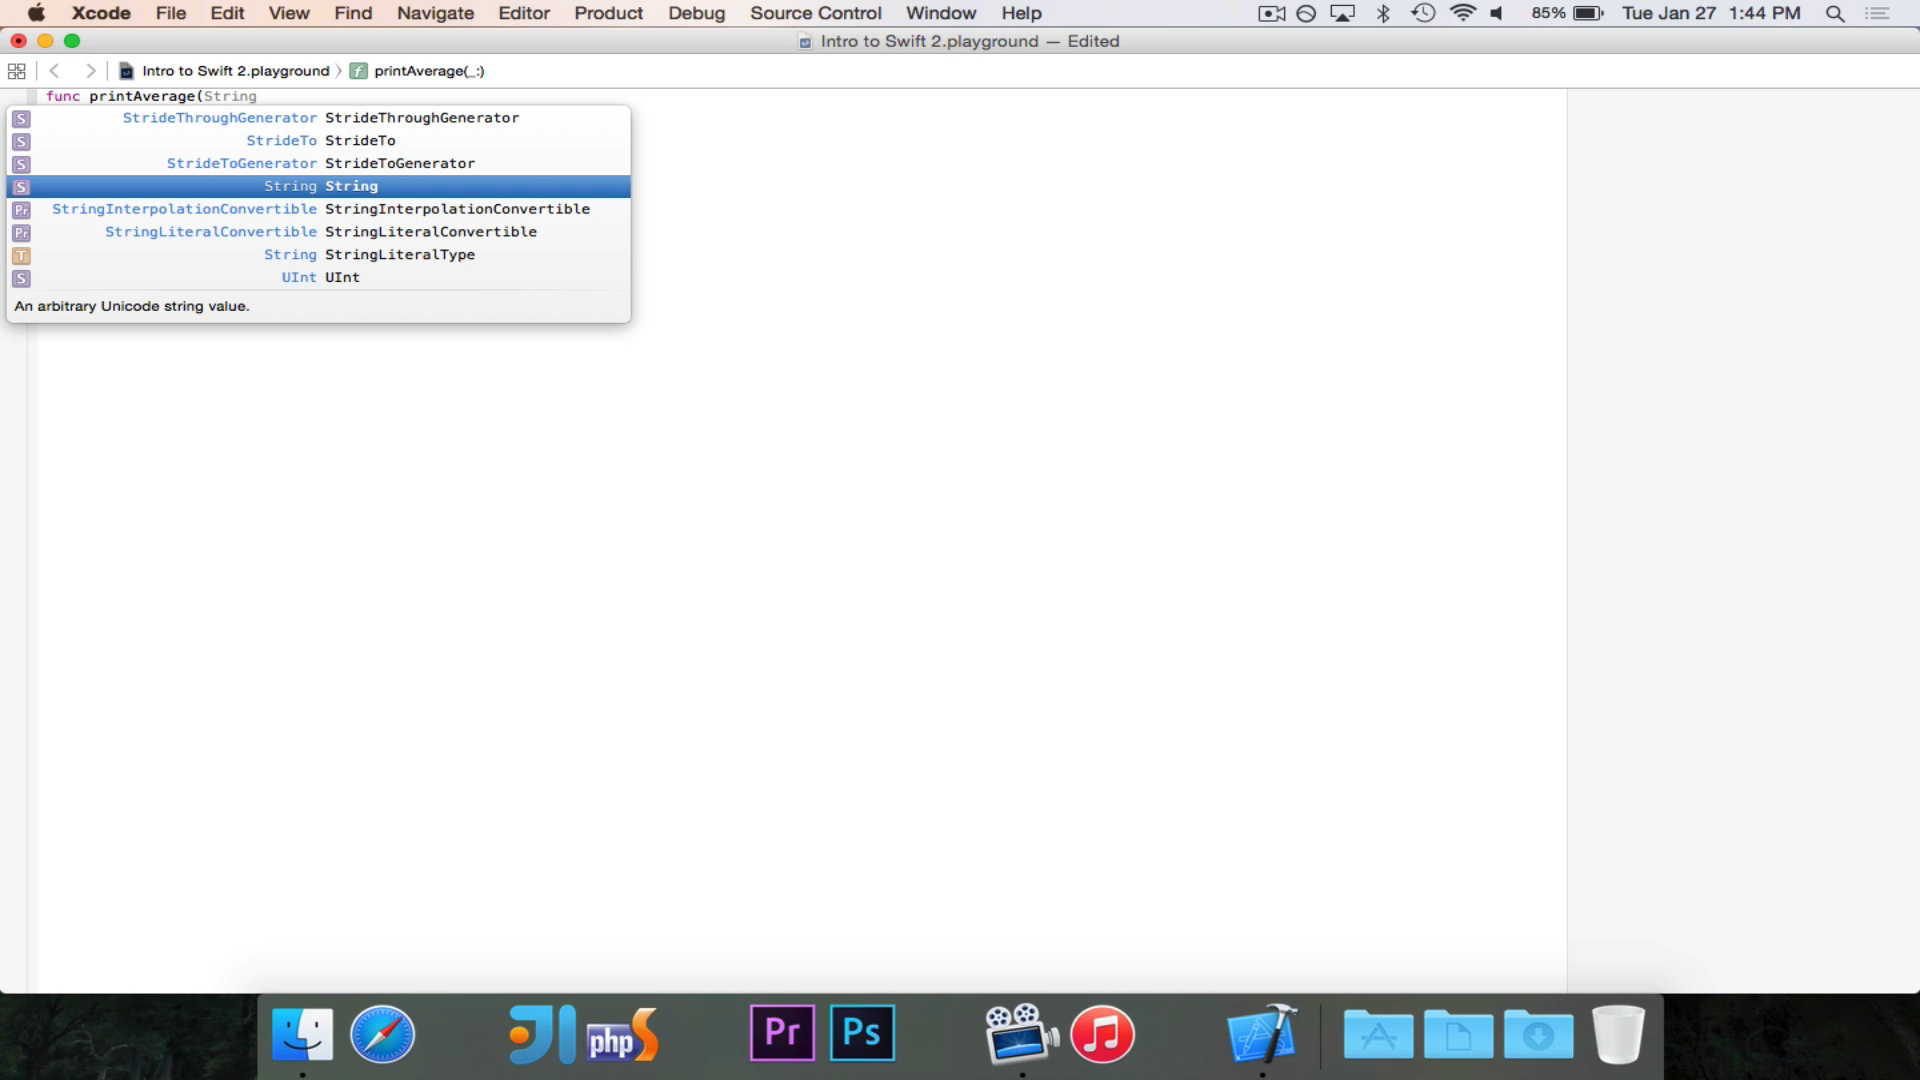 Xcode File Edit View Find Navigate Editor Product Debug Source Control Window Help 85% Tue Jan 27 1:44 PM
Intro to Swift 2.playground — Edited
Intro to Swift 2.playground 〉 f printAverage(_:)
func printAverage(String
S StrideThroughGenerator StrideThroughGenerator
S StrideTo StrideTo
S StrideToGenerator StrideToGenerator
S String String
Pr StringInterpolationConvertible StringInterpolationConvertible
Pr StringLiteralConvertible StringLiteralConvertible
T String StringLiteralType
S UInt UInt
An arbitrary Unicode string value.
JI php S Pr Ps